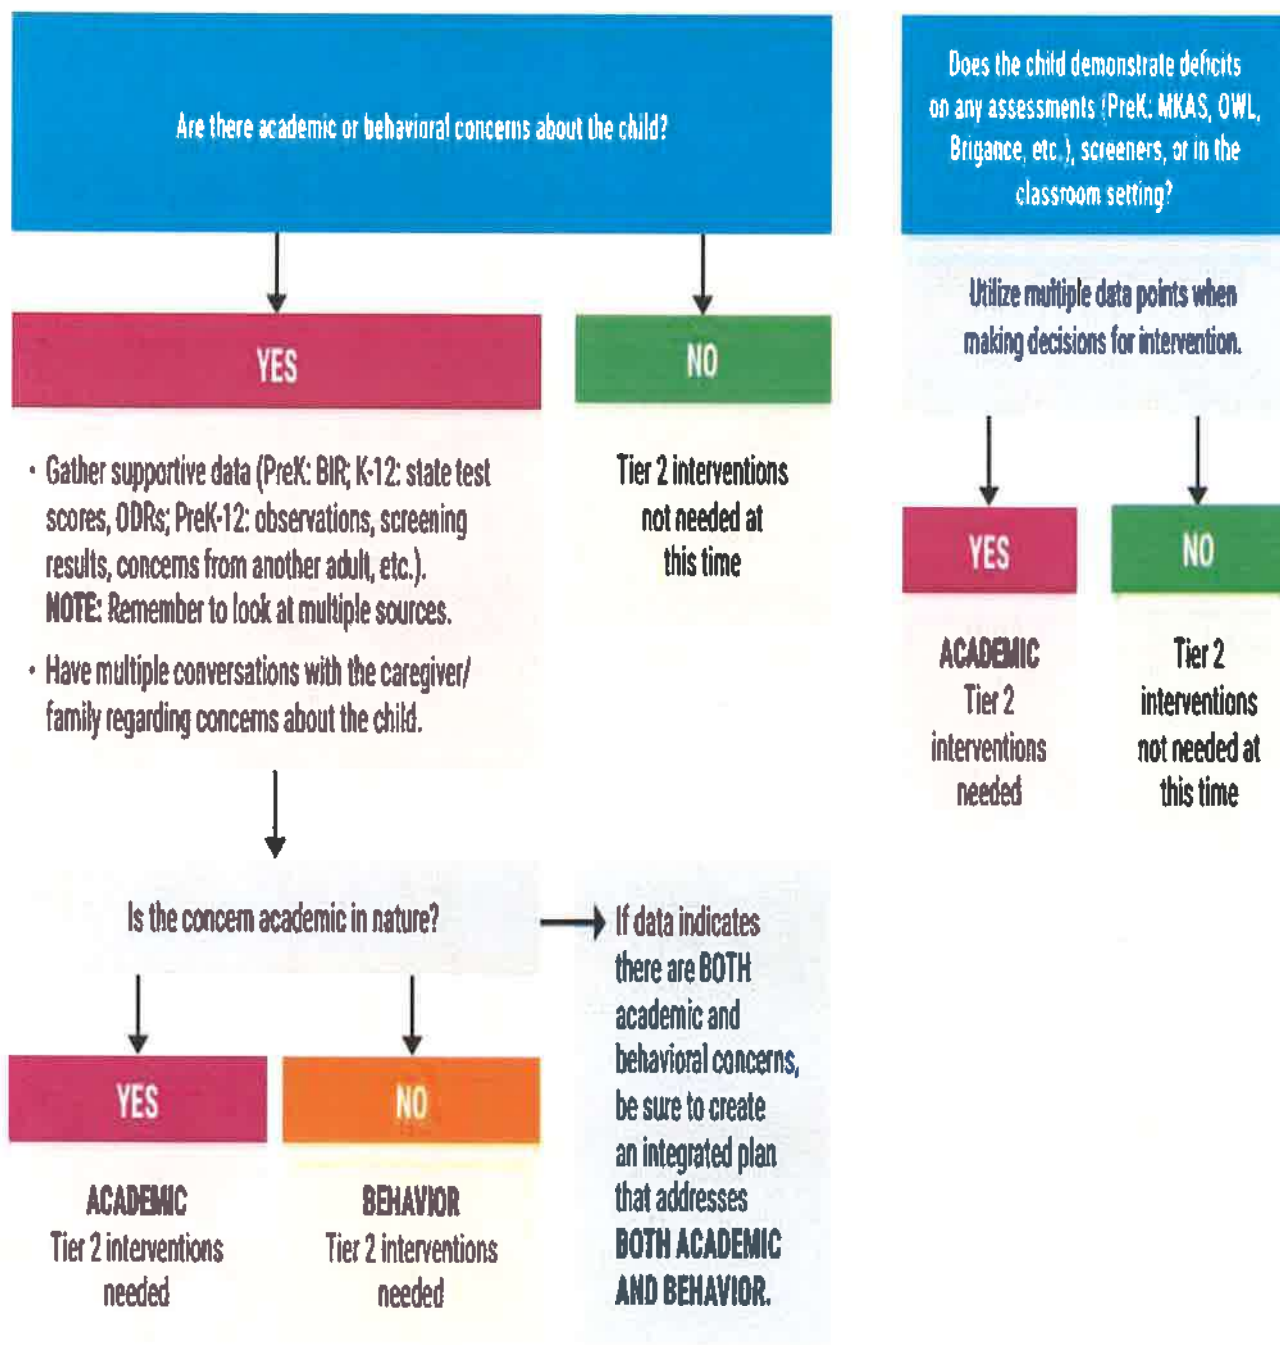 Are there academic or behavioral concerns about the child?
YES
NO
• Gather supportive data (PreK: BIR; K-12: state test
scores, ODRs; PreK-12: observations, screening
results, concerns from another adult, etc.).
NOTE: Remember to look at multiple sources.
• Have multiple conversations with the caregiver/
family regarding concerns about the child.
Tier 2 interventions
not needed at
this time
Is the concern academic in nature?
YES
NO
ACADEMIC
Tier 2 interventions
needed
BEHAVIOR
Tier 2 interventions
needed
If data indicates
there are BOTH
academic and
behavioral concerns,
be sure to create
an integrated plan
that addresses
BOTH ACADEMIC
AND BEHAVIOR.
Does the child demonstrate deficits
on any assessments (PreK: MKAS, OWL,
Brigance, etc.), screeners, or in the
classroom setting?
Utilize multiple data points when
making decisions for intervention.
YES
NO
ACADEMIC
Tier 2
interventions
needed
Tier 2
interventions
not needed at
this time